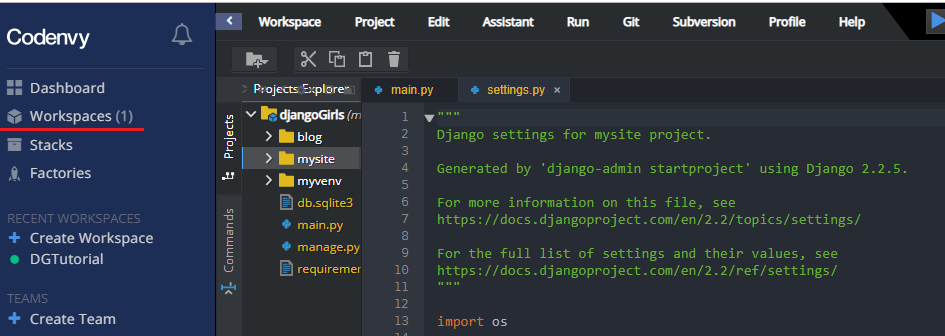 Codenvy
Dashboard
Workspaces (1)
Stacks
Factories
RECENT WORKSPACES
Create Workspace
DGTutorial
TEAMS
Create Team
Workspace Project Edit Assistant Run Git Subversion Profile Help
Projects
Commands
Projects Explorer
djangoGirls (m
blog
mysite
myvenv
db.sqlite3
main.py
manage.py
requiremen
main.py settings.py ×
1 """
2 Django settings for mysite project.
3
4 Generated by 'django-admin startproject' using Django 2.2.5.
5
6 For more information on this file, see
7 https://docs.djangoproject.com/en/2.2/topics/settings/
8
9 For the full list of settings and their values, see
10 https://docs.djangoproject.com/en/2.2/ref/settings/
11 """
12
13 import os